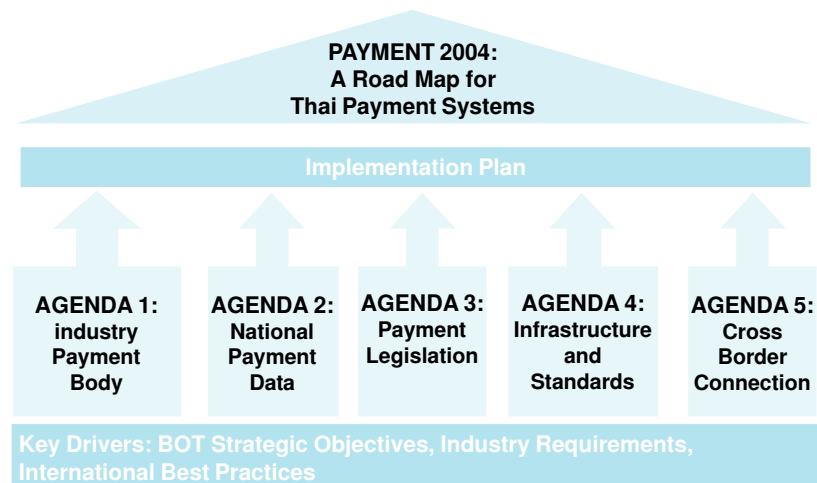 PAYMENT 2004:
A Road Map for
Thai Payment Systems
Implementation Plan
AGENDA 1:
industry
Payment
Body
AGENDA 2:
National
Payment
Data
AGENDA 3:
Payment
Legislation
AGENDA 4:
Infrastructure
and
Standards
AGENDA 5:
Cross
Border
Connection
Key Drivers: BOT Strategic Objectives, Industry Requirements,
International Best Practices